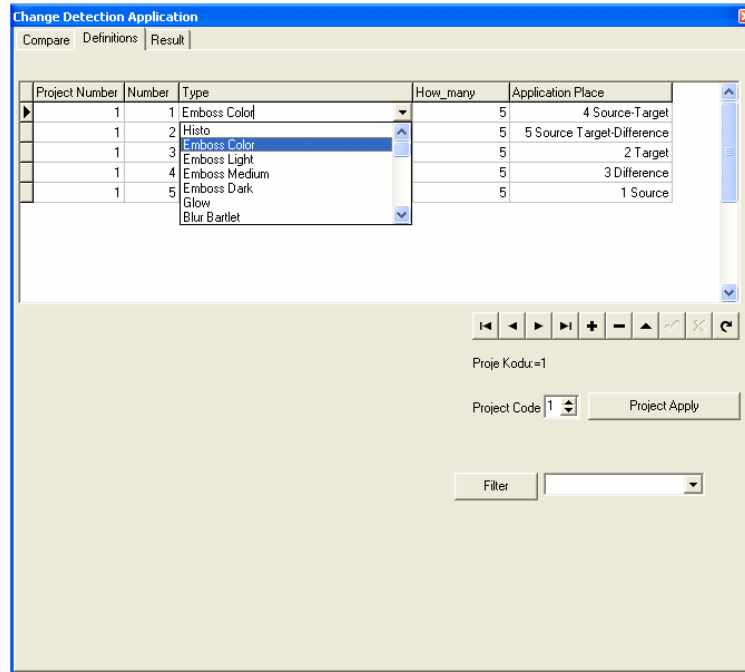 Change Detection Application
Compare Definitions Result
Project Number Number Type How_many Application Place
1 1 Emboss Color 5 4 Source-Target
1 2 Histo 5 5 Source Target-Difference
Emboss Color
1 3 Emboss Light 5 2 Target
1 4 Emboss Medium 5 3 Difference
1 5 Emboss Dark 5 1 Source
Glow
Blur Bartlet
Proje Kodu:=1
Project Code 1 Project Apply
Filter